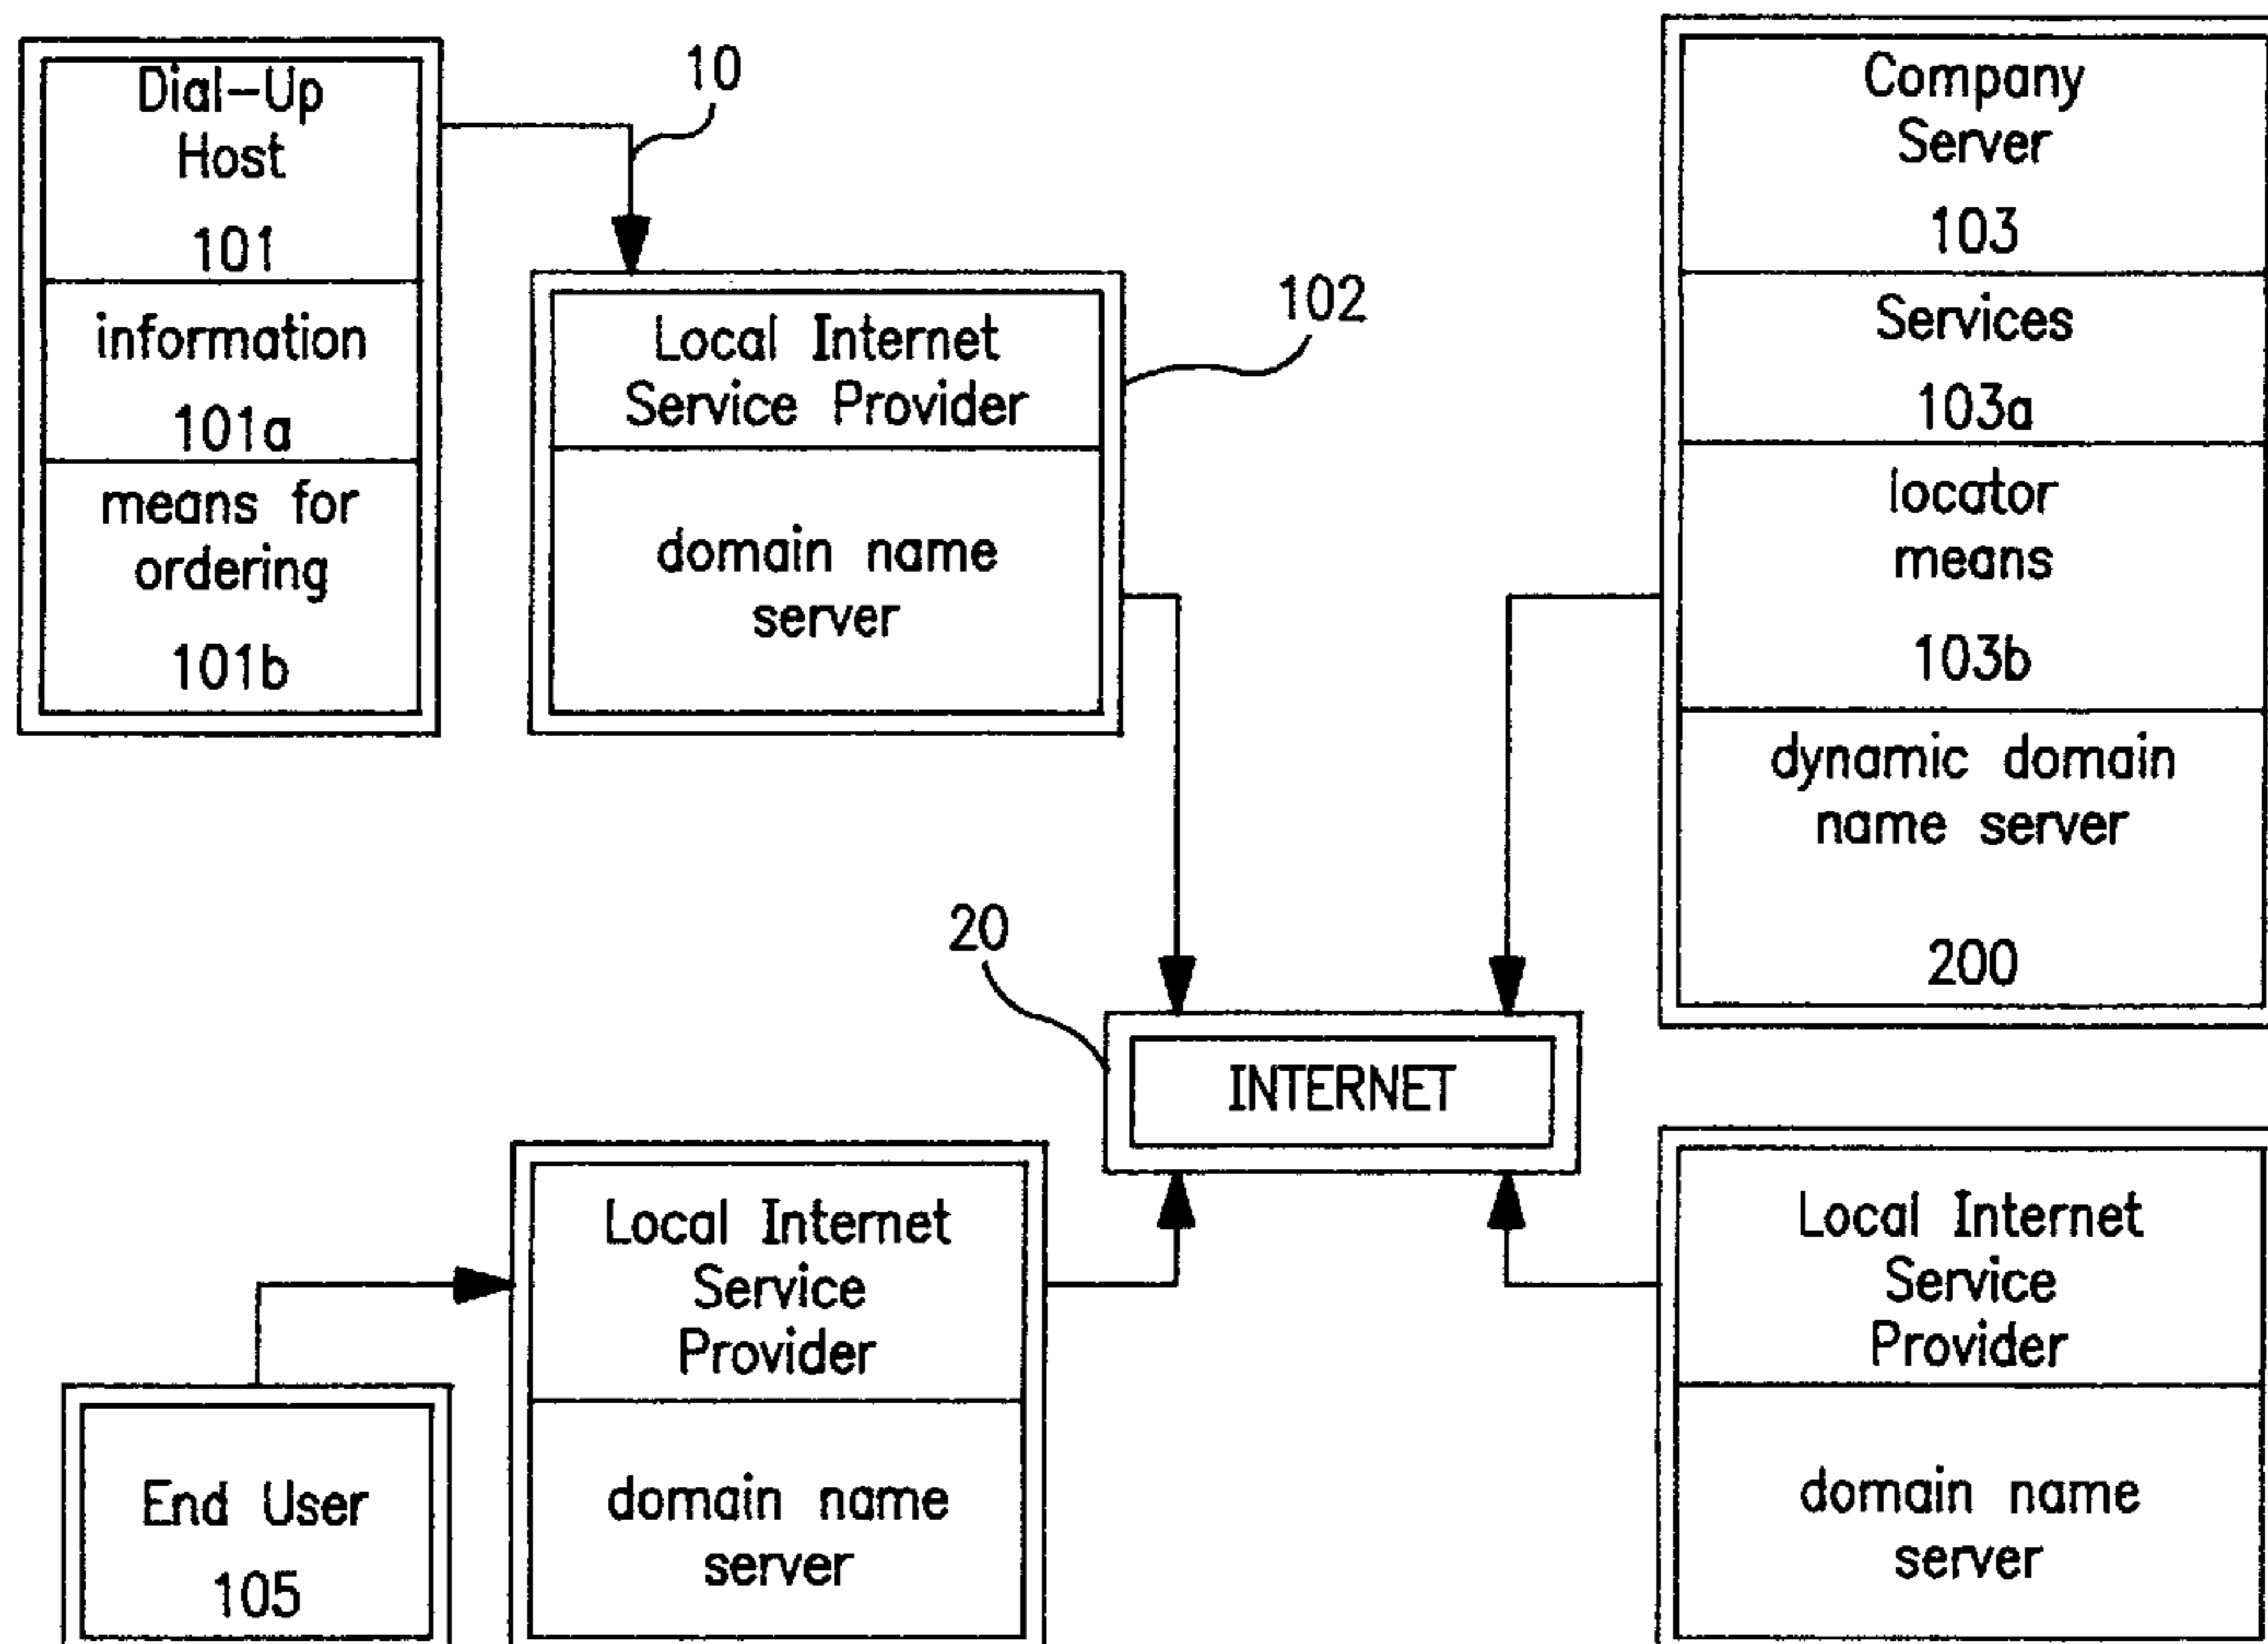 Dial-Up
Host
101
information
101a
means for
ordering
101b
10
Local Internet
Service Provider
domain name
server
102
Company
Server
103
Services
103a
locator
means
103b
dynamic domain
name server
200
20
INTERNET
End User
105
Local Internet
Service
Provider
domain name
server
Local Internet
Service
Provider
domain name
server